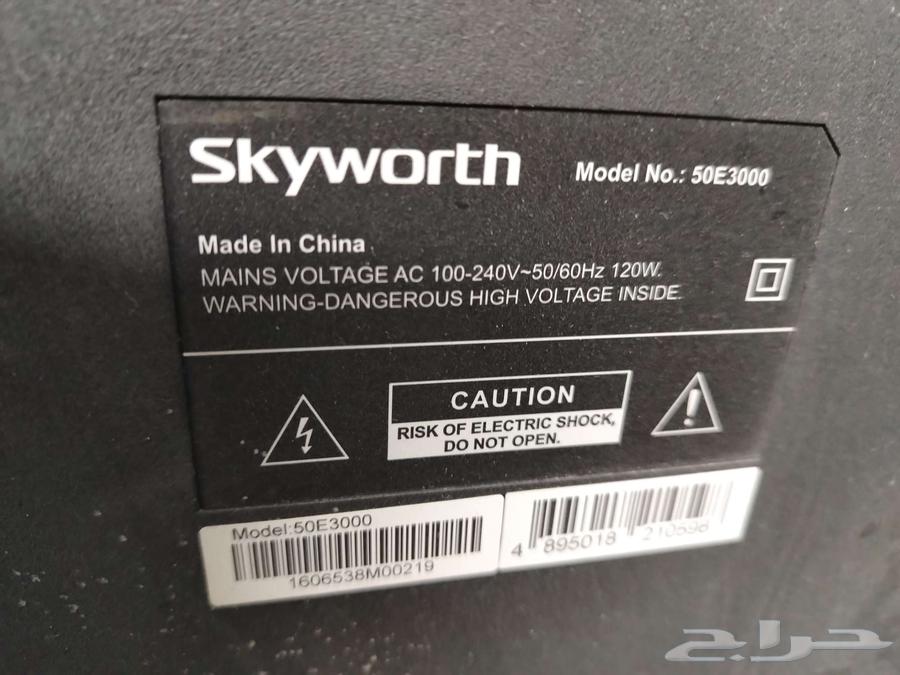 Skyworth
Model No.: 50E3000
Made In China
MAINS VOLTAGE AC 100-240V~50/60Hz 120W.
WARNING-DANGEROUS HIGH VOLTAGE INSIDE.
CAUTION
RISK OF ELECTRIC SHOCK,
DO NOT OPEN.
Model:50E3000
1606538M00219
4 895018 210598
حراج